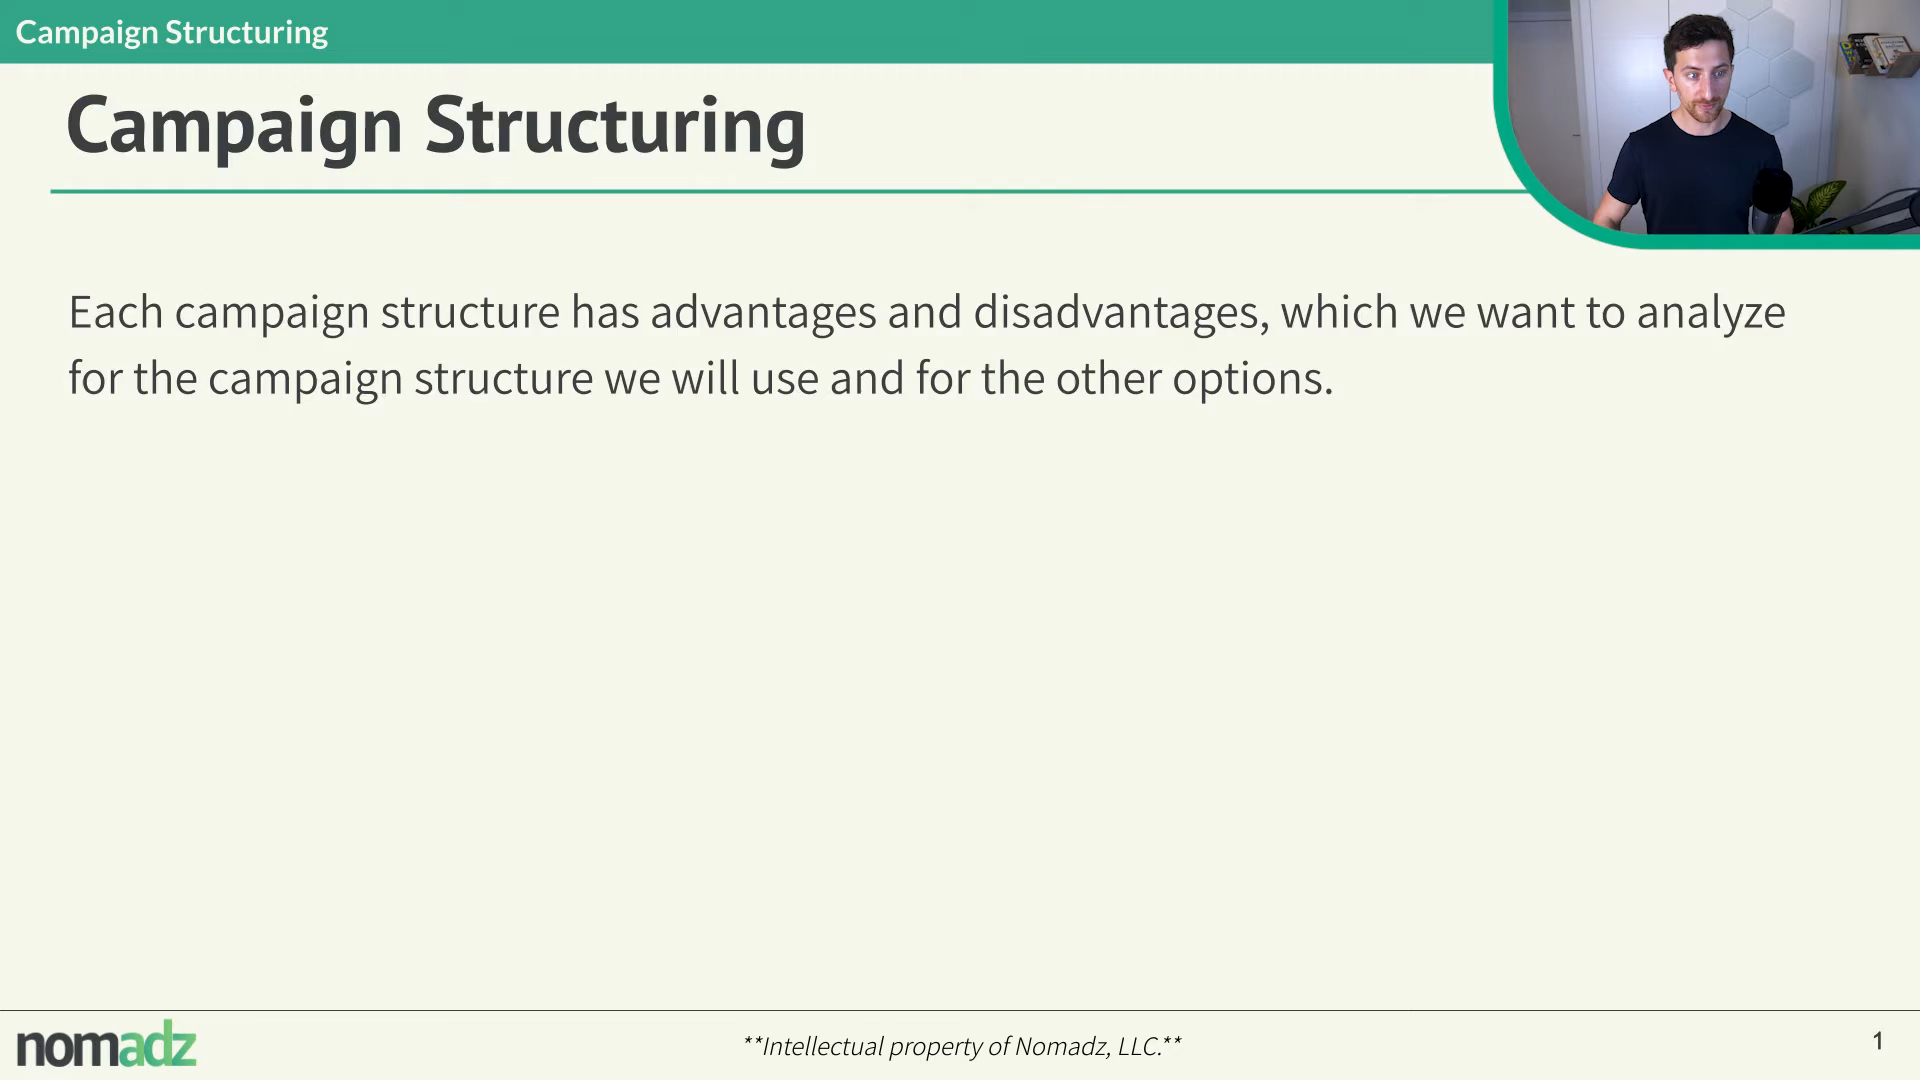 Campaign Structuring
Campaign Structuring
Each campaign structure has advantages and disadvantages, which we want to analyze
for the campaign structure we will use and for the other options.
nomadz
**Intellectual property of Nomadz, LLC.**
1